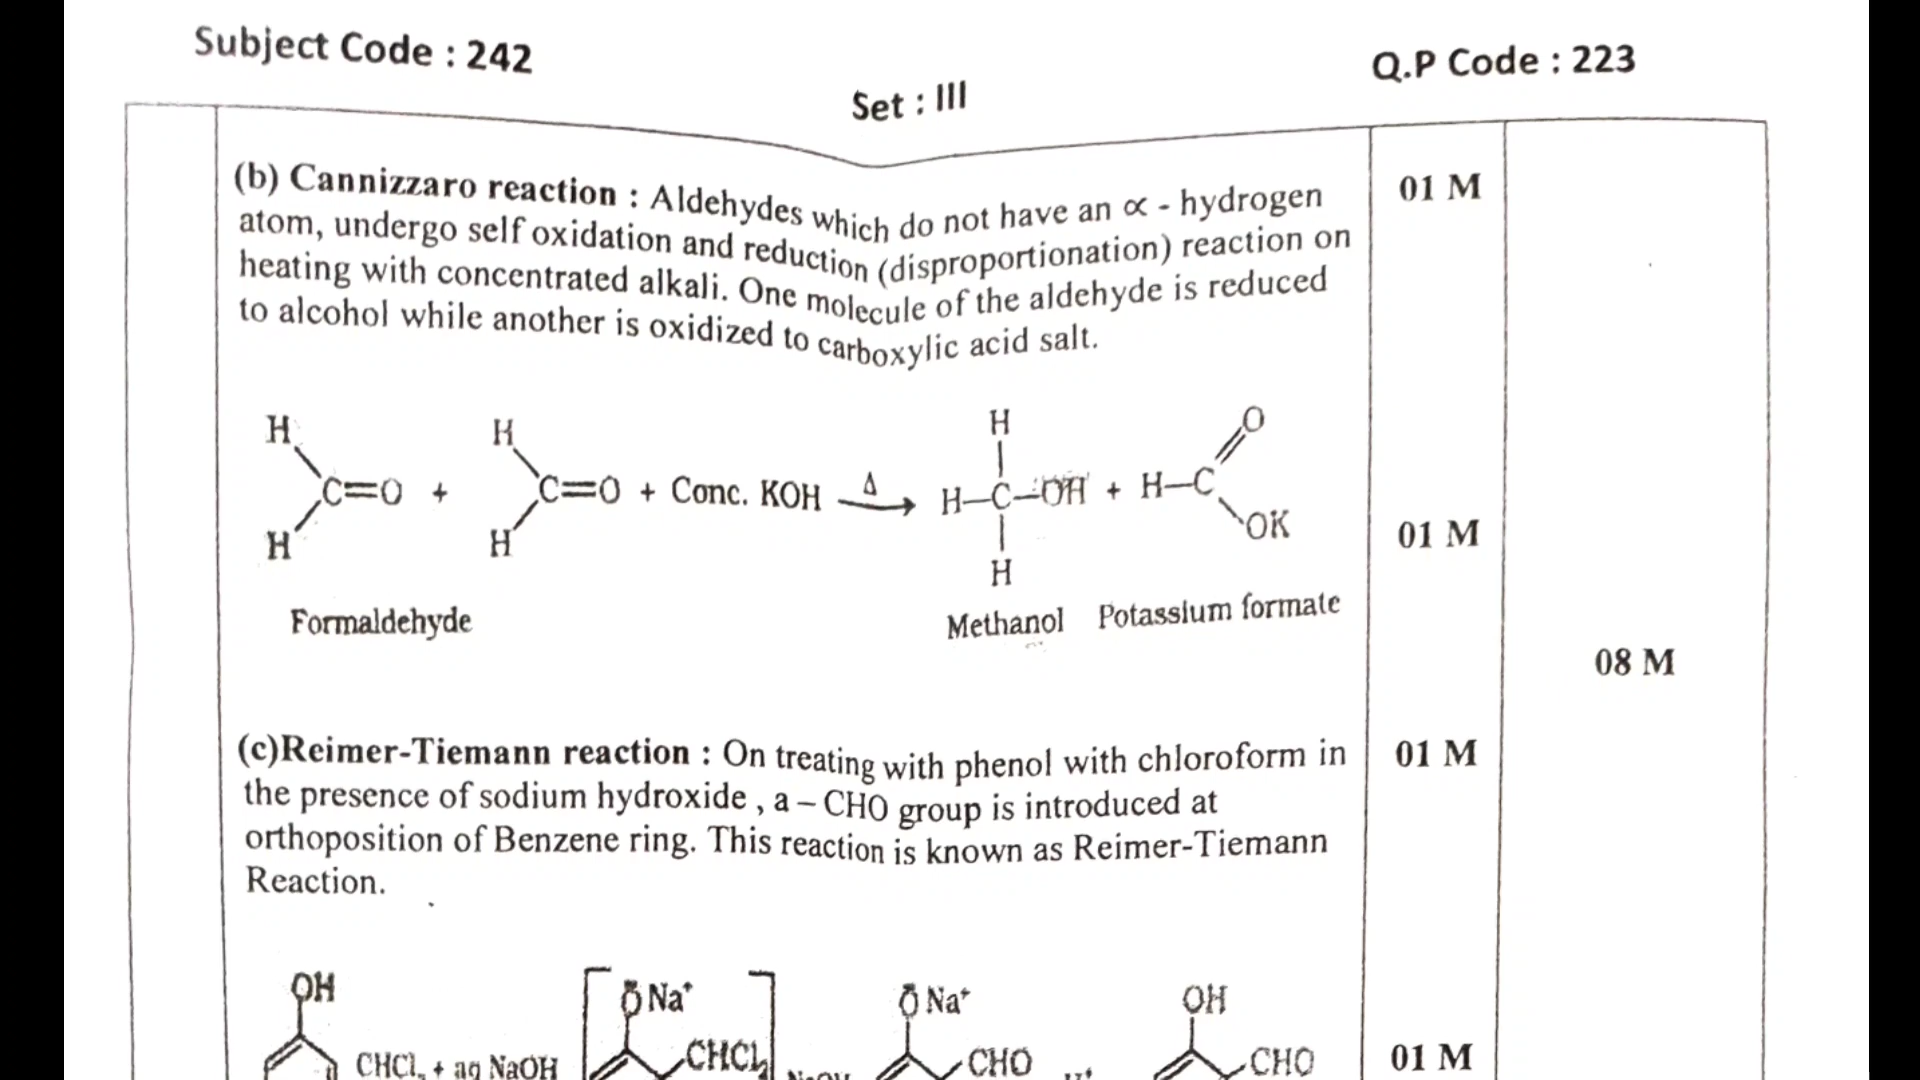 Subject Code : 242
Q.P Code : 223
Set : III
(b) Cannizzaro reaction : Aldehydes which do not have an ∝ - hydrogen
01 M
atom, undergo self oxidation and reduction (disproportionation) reaction on
heating with concentrated alkali. One molecule of the aldehyde is reduced
to alcohol while another is oxidized to carboxylic acid salt.
H H H O
C=O + C=O + Conc. KOH Δ H–C–OH + H–C
H H OK
01 M
H
Formaldehyde Methanol Potassium formate
08 M
(c)Reimer-Tiemann reaction : On treating with phenol with chloroform in
01 M
the presence of sodium hydroxide , a – CHO group is introduced at
orthoposition of Benzene ring. This reaction is known as Reimer-Tiemann
Reaction.
OH ŌNa⁺ ŌNa⁺ OH
CHCl + aq NaOH CHCl₂ CHO CHO
01 M